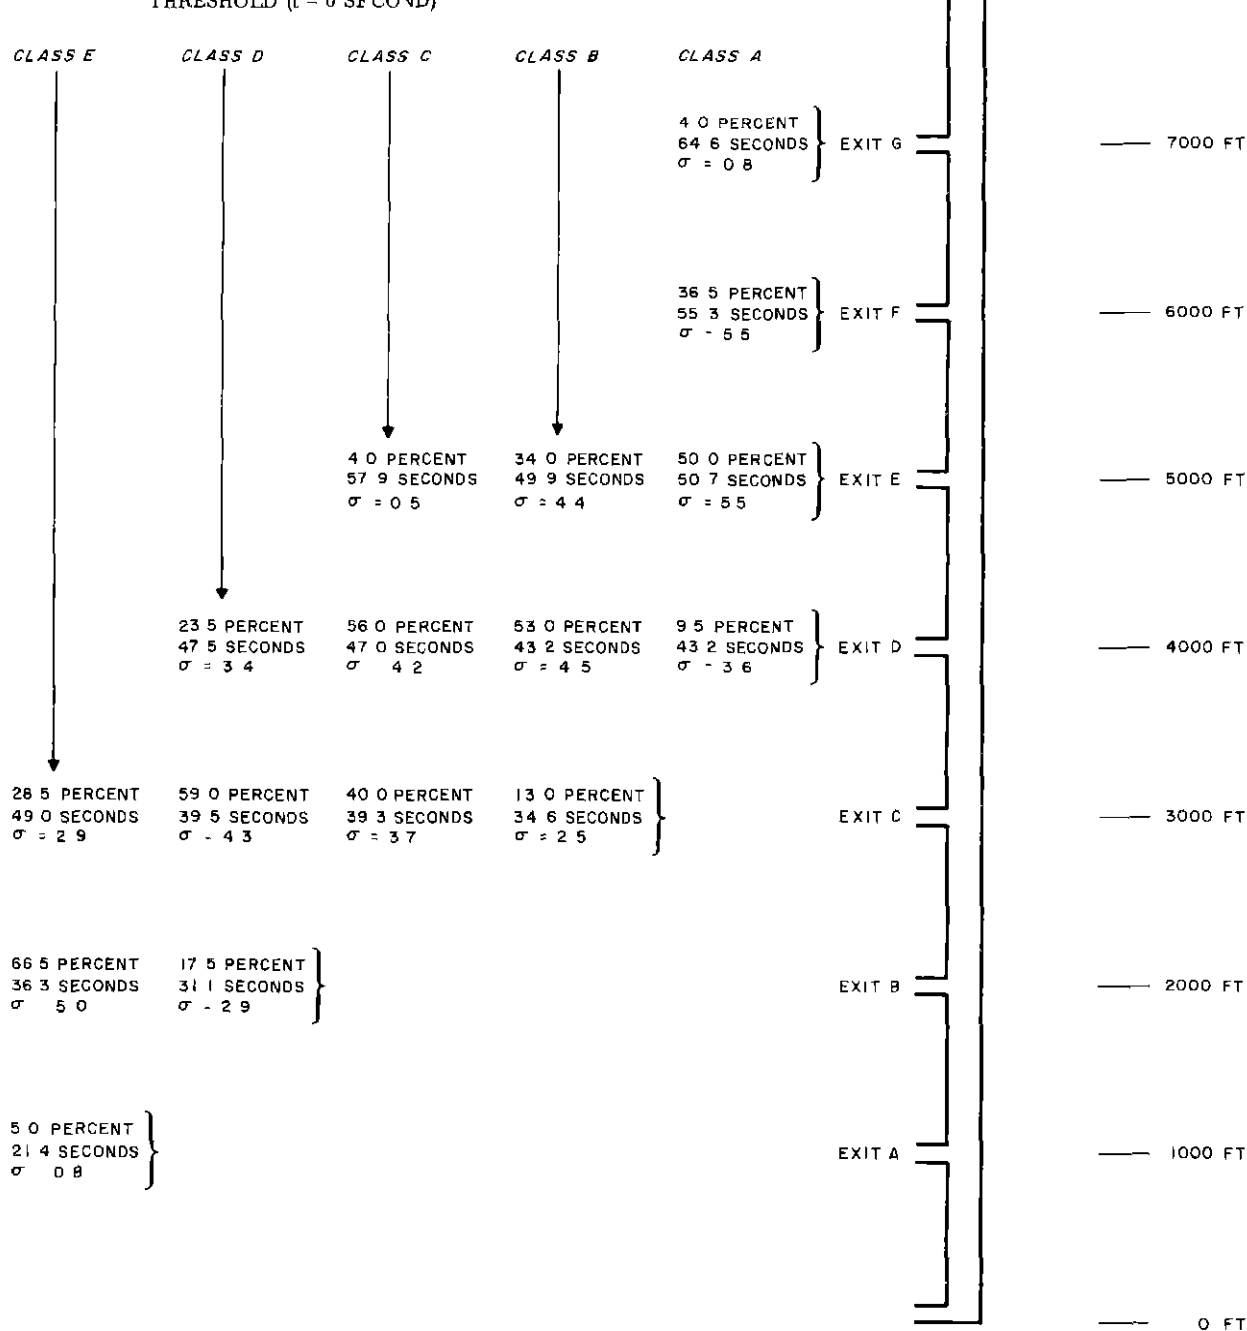 THRESHOLD (t = 0 SECOND)
CLASS E CLASS D CLASS C CLASS B CLASS A
4 0 PERCENT
64 6 SECONDS EXIT G 7000 FT
σ = 0 8
36 5 PERCENT
55 3 SECONDS EXIT F 6000 FT
σ - 5 5
4 0 PERCENT 34 0 PERCENT 50 0 PERCENT
57 9 SECONDS 49 9 SECONDS 50 7 SECONDS EXIT E 5000 FT
σ = 0 5 σ = 4 4 σ = 5 5
23 5 PERCENT 56 0 PERCENT 53 0 PERCENT 9 5 PERCENT
47 5 SECONDS 47 0 SECONDS 43 2 SECONDS 43 2 SECONDS EXIT D 4000 FT
σ = 3 4 σ 4 2 σ = 4 5 σ - 3 6
28 5 PERCENT 59 0 PERCENT 40 0 PERCENT 13 0 PERCENT
49 0 SECONDS 39 5 SECONDS 39 3 SECONDS 34 6 SECONDS EXIT C 3000 FT
σ = 2 9 σ - 4 3 σ = 3 7 σ = 2 5
66 5 PERCENT 17 5 PERCENT
36 3 SECONDS 31 1 SECONDS EXIT B 2000 FT
σ 5 0 σ - 2 9
5 0 PERCENT
21 4 SECONDS EXIT A 1000 FT
σ 0 8
0 FT